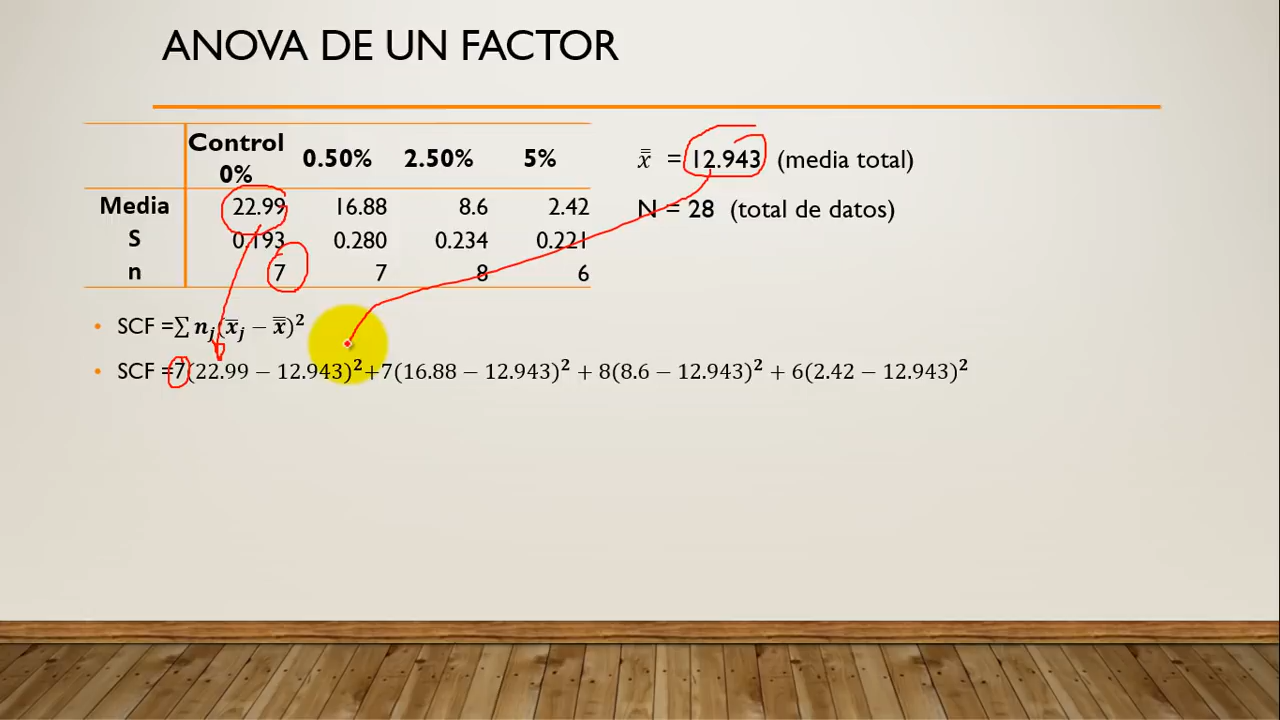 ANOVA DE UN FACTOR
Control 0% 0.50% 2.50% 5%
Media 22.99 16.88 8.6 2.42
S 0.193 0.280 0.234 0.221
n 7 7 8 6
x̿ = 12.943 (media total)
N = 28 (total de datos)
• SCF =∑ nⱼ(x̅ⱼ − x̿)²
• SCF =7(22.99 − 12.943)²+7(16.88 − 12.943)² + 8(8.6 − 12.943)² + 6(2.42 − 12.943)²